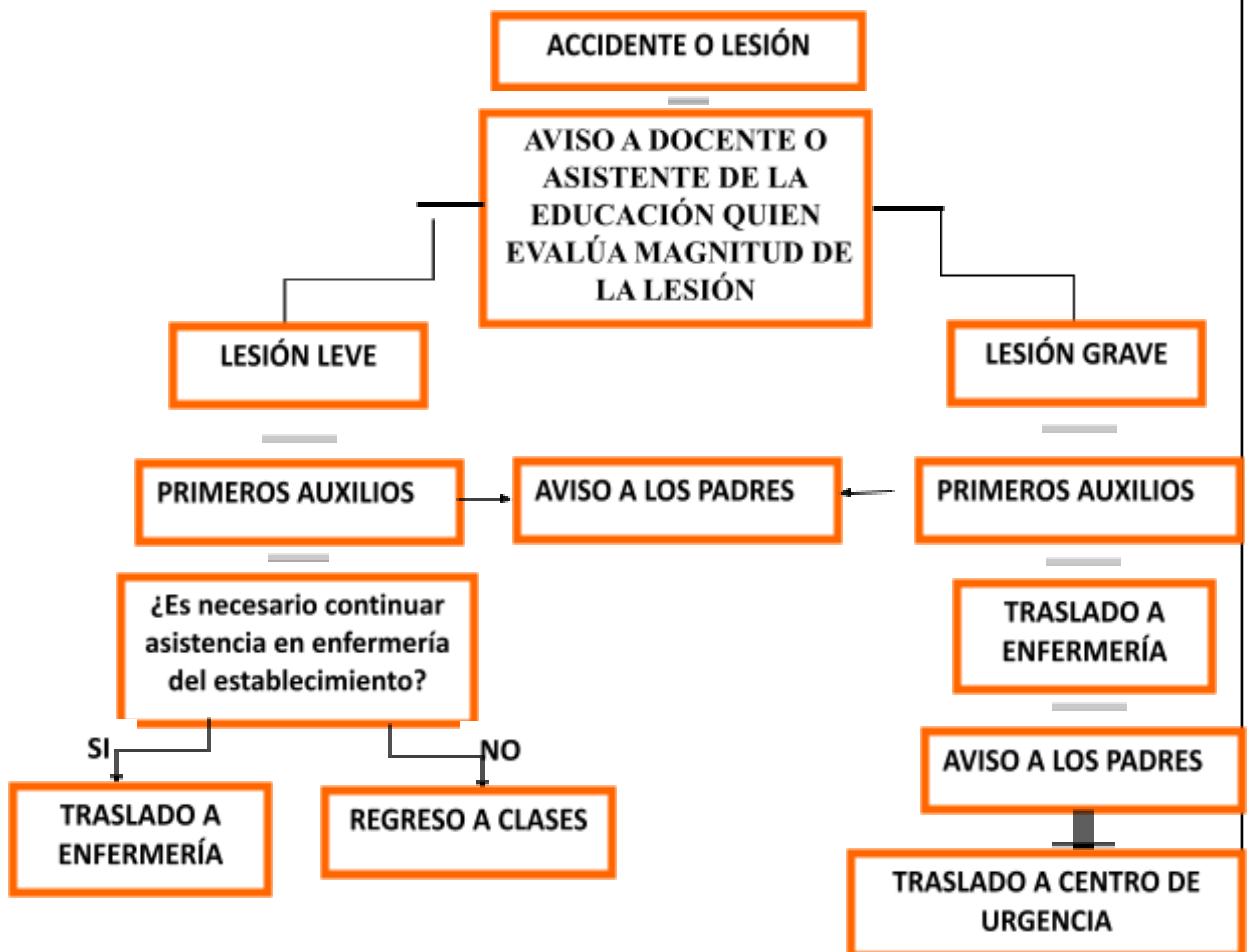 ACCIDENTE O LESIÓN
AVISO A DOCENTE O
ASISTENTE DE LA
EDUCACIÓN QUIEN
EVALÚA MAGNITUD DE
LA LESIÓN
LESIÓN LEVE
LESIÓN GRAVE
PRIMEROS AUXILIOS
AVISO A LOS PADRES
PRIMEROS AUXILIOS
¿Es necesario continuar
asistencia en enfermería
del establecimiento?
TRASLADO A
ENFERMERÍA
SI
NO
AVISO A LOS PADRES
TRASLADO A
ENFERMERÍA
REGRESO A CLASES
TRASLADO A CENTRO DE
URGENCIA